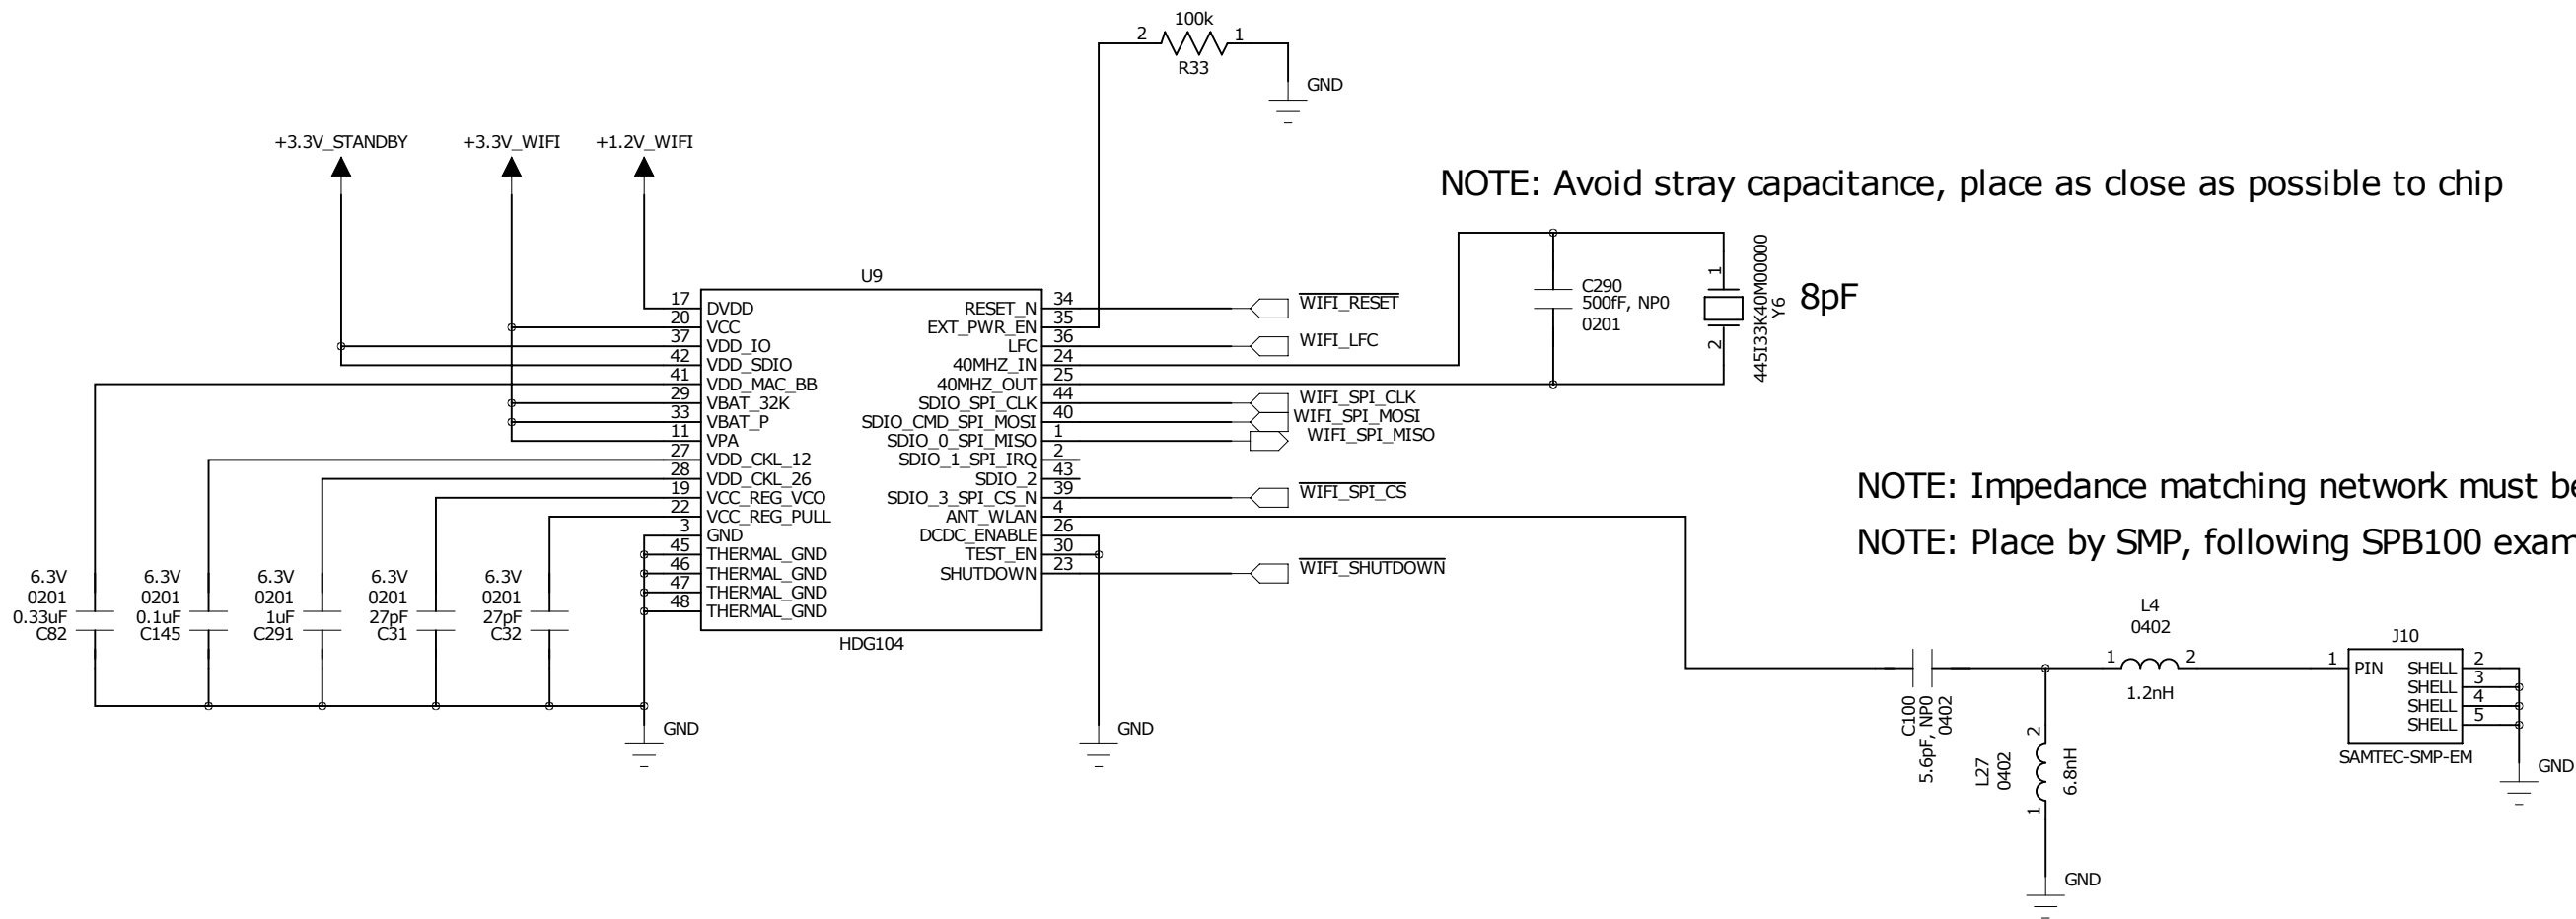 100k
2
1
R33
GND
+3.3V_STANDBY
+3.3V_WIFI
+1.2V_WIFI
NOTE: Avoid stray capacitance, place as close as possible to chip
U9
17 DVDD
20 VCC
37 VDD_IO
42 VDD_SDIO
41 VDD_MAC_BB
29 VBAT_32K
33 VBAT_P
11 VPA
27 VDD_CKL_12
28 VDD_CKL_26
19 VCC_REG_VCO
22 VCC_REG_PULL
3 GND
45 THERMAL_GND
46 THERMAL_GND
47 THERMAL_GND
48 THERMAL_GND
RESET_N 34
EXT_PWR_EN 35
LFC 36
40MHZ_IN 24
40MHZ_OUT 25
SDIO_SPI_CLK 44
SDIO_CMD_SPI_MOSI 40
SDIO_0_SPI_MISO 1
SDIO_1_SPI_IRQ 2
SDIO_2 43
SDIO_3_SPI_CS_N 39
ANT_WLAN 4
DCDC_ENABLE 26
TEST_EN 30
SHUTDOWN 23
HDG104
WIFI_RESET
WIFI_LFC
WIFI_SPI_CLK
WIFI_SPI_MOSI
WIFI_SPI_MISO
WIFI_SPI_CS
WIFI_SHUTDOWN
C290
500fF, NP0
0201
1
2
445I33K40M00000
Y6
8pF
NOTE: Impedance matching network must be
NOTE: Place by SMP, following SPB100 exam
6.3V
0201
0.33uF
C82
6.3V
0201
0.1uF
C145
6.3V
0201
1uF
C291
6.3V
0201
27pF
C31
6.3V
0201
27pF
C32
GND
GND
C100
5.6pF, NP0
0402
L4
0402
1
2
1.2nH
L27
0402
2
1
6.8nH
GND
J10
1 PIN
SHELL 2
SHELL 3
SHELL 4
SHELL 5
SAMTEC-SMP-EM
GND